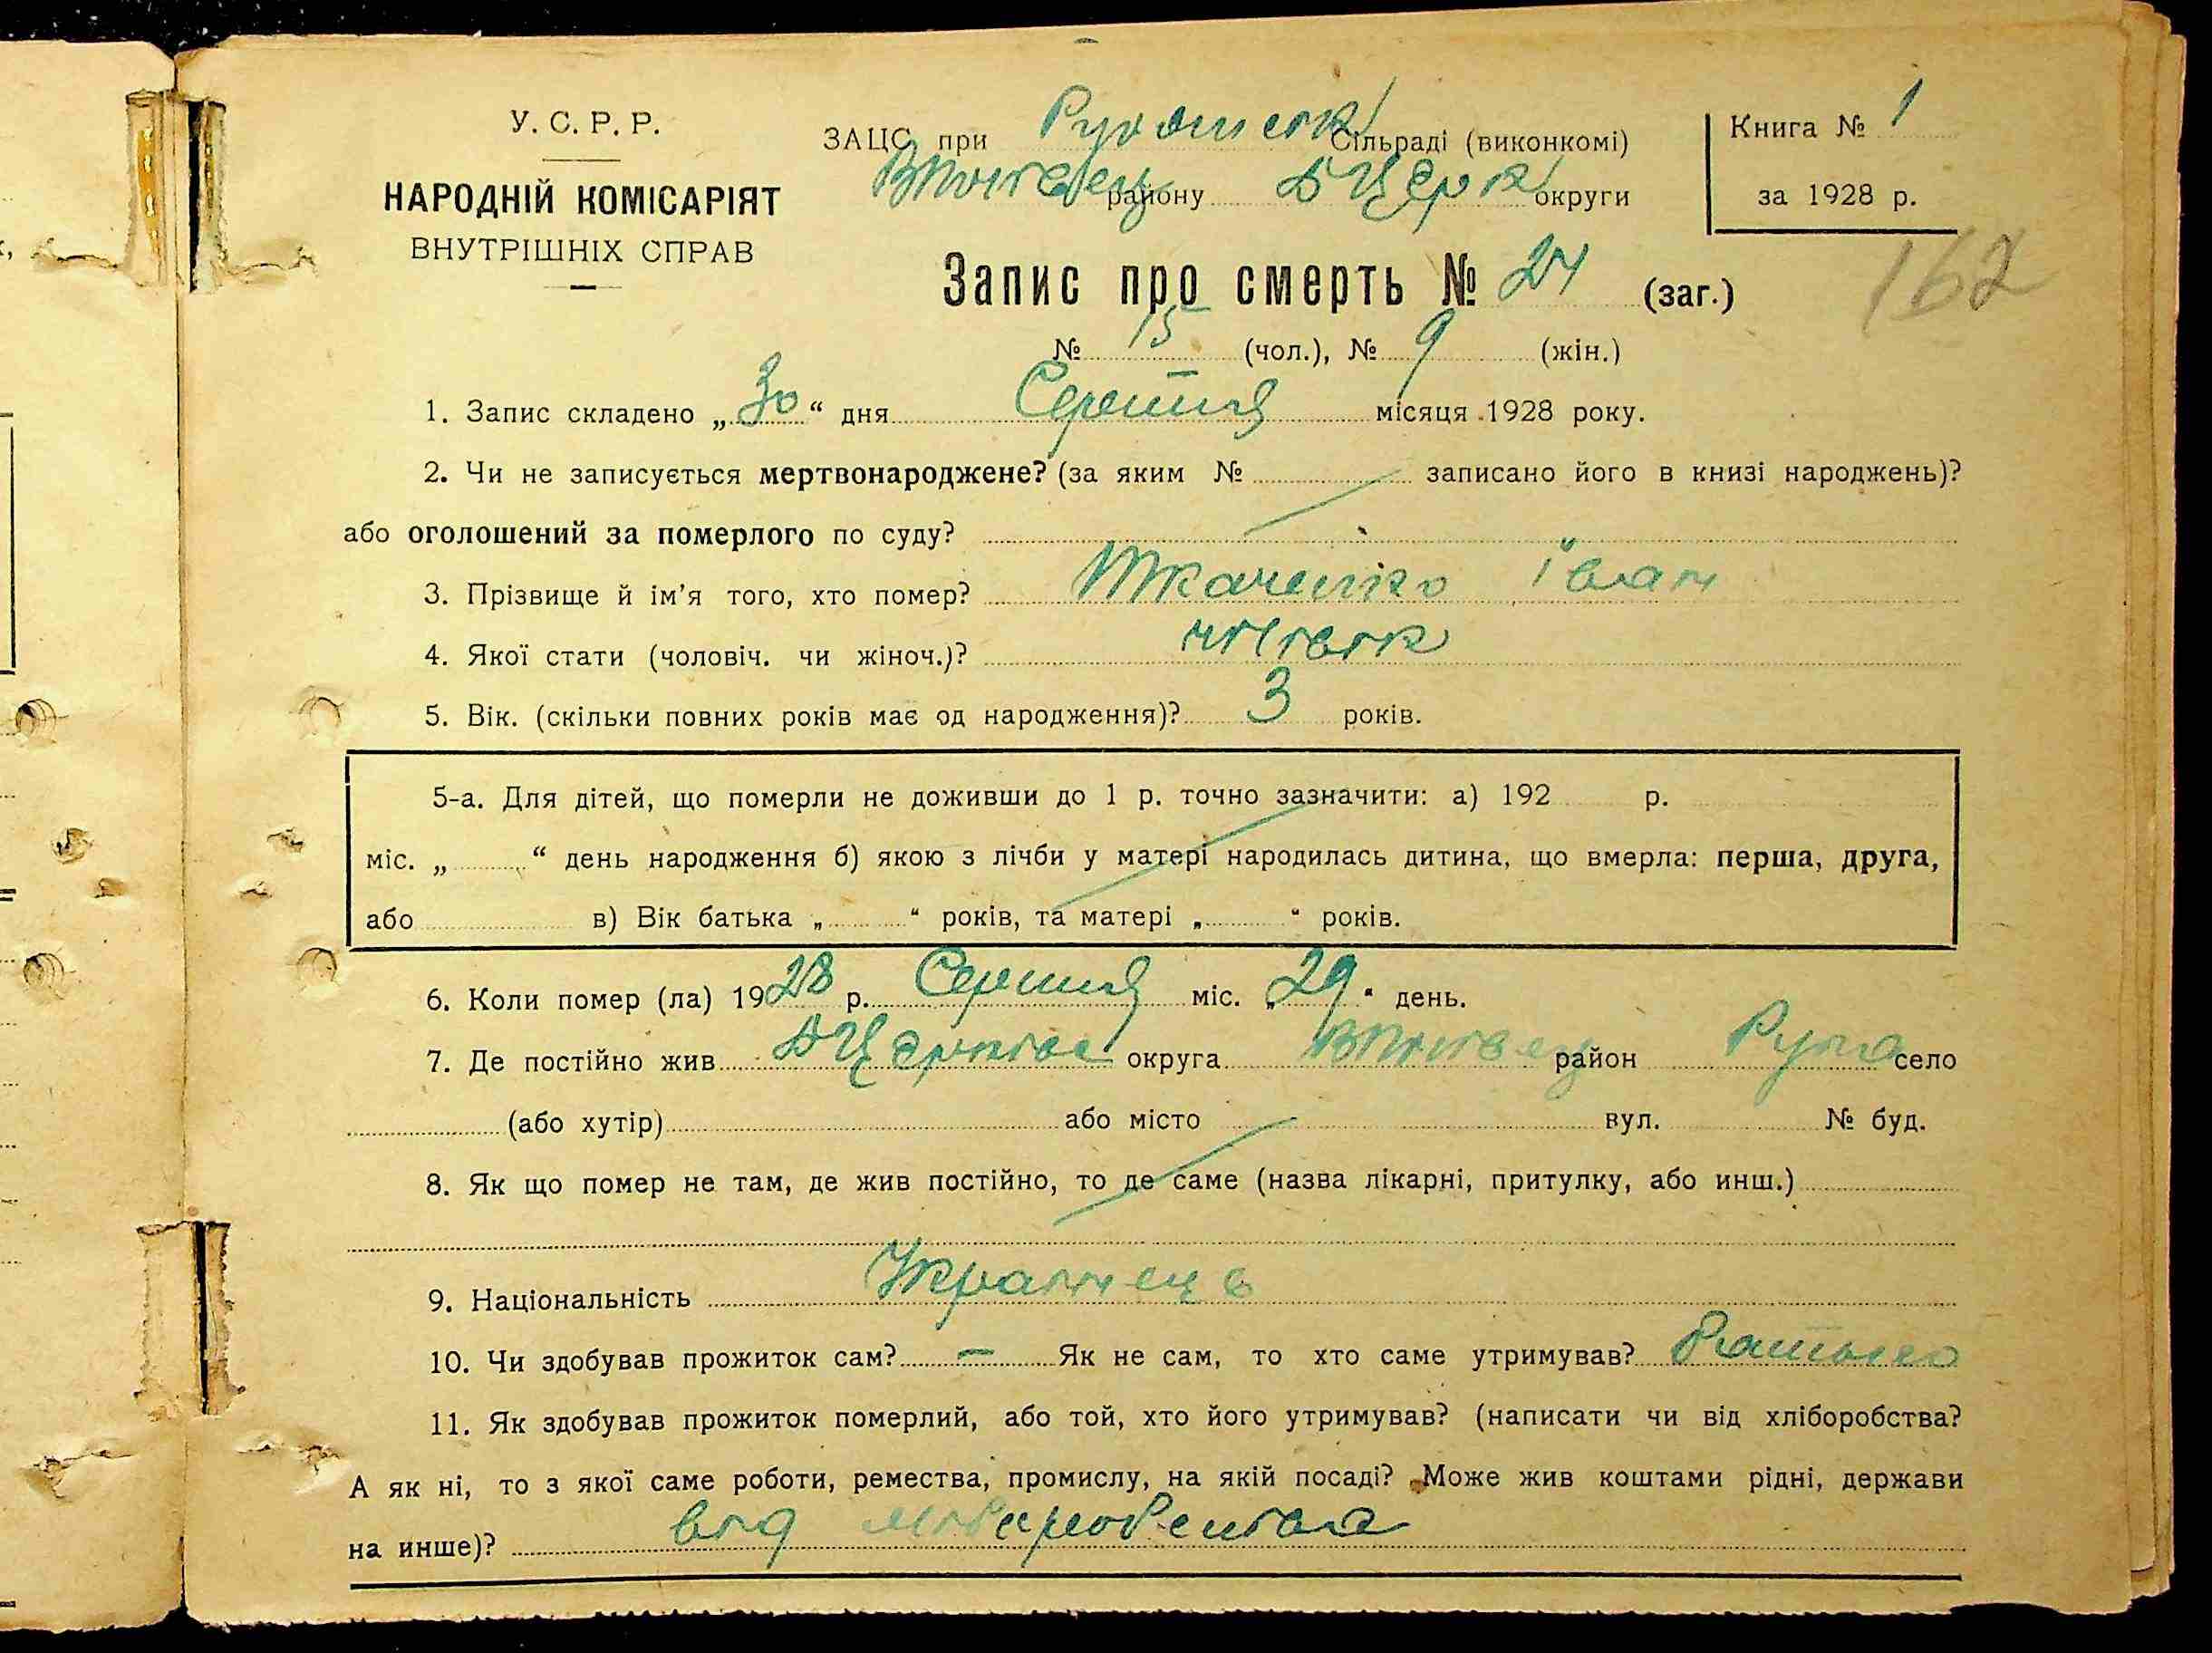 У. С. Р. Р.
НАРОДНІЙ КОМІСАРІЯТ
ВНУТРІШНІХ СПРАВ
ЗАЦС при Сільраді (виконкомі)
району БЦерк округи
Книга № 1
за 1928 р.
Запис про смерть № 24 (заг.)
162
№ 15 (чол.), № 9 (жін.)
1. Запис складено „30“ дня Серпня місяця 1928 року.
2. Чи не записується мертвонароджене? (за яким № записано його в книзі народжень)?
або оголошений за померлого по суду?
3. Прізвище й ім'я того, хто помер? Ткаченко Іван
4. Якої стати (чоловіч. чи жіноч.)?
5. Вік. (скільки повних років має од народження)? 3 років.
5-а. Для дітей, що померли не доживши до 1 р. точно зазначити: а) 192 р.
міс. „ “ день народження б) якою з лічби у матері народилась дитина, що вмерла: перша, друга,
або в) Вік батька „ “ років, та матері „ “ років.
6. Коли помер (ла) 1928 р. Серпня міс. „29“ день.
7. Де постійно жив округа район село
(або хутір) або місто вул. № буд.
8. Як що помер не там, де жив постійно, то де саме (назва лікарні, притулку, або инш.)
9. Національність Українець
10. Чи здобував прожиток сам? — Як не сам, то хто саме утримував? Батько
11. Як здобував прожиток померлий, або той, хто його утримував? (написати чи від хліборобства?
А як ні, то з якої саме роботи, ремества, промислу, на якій посаді? Може жив коштами рідні, держави
на инше)? від хліборобства